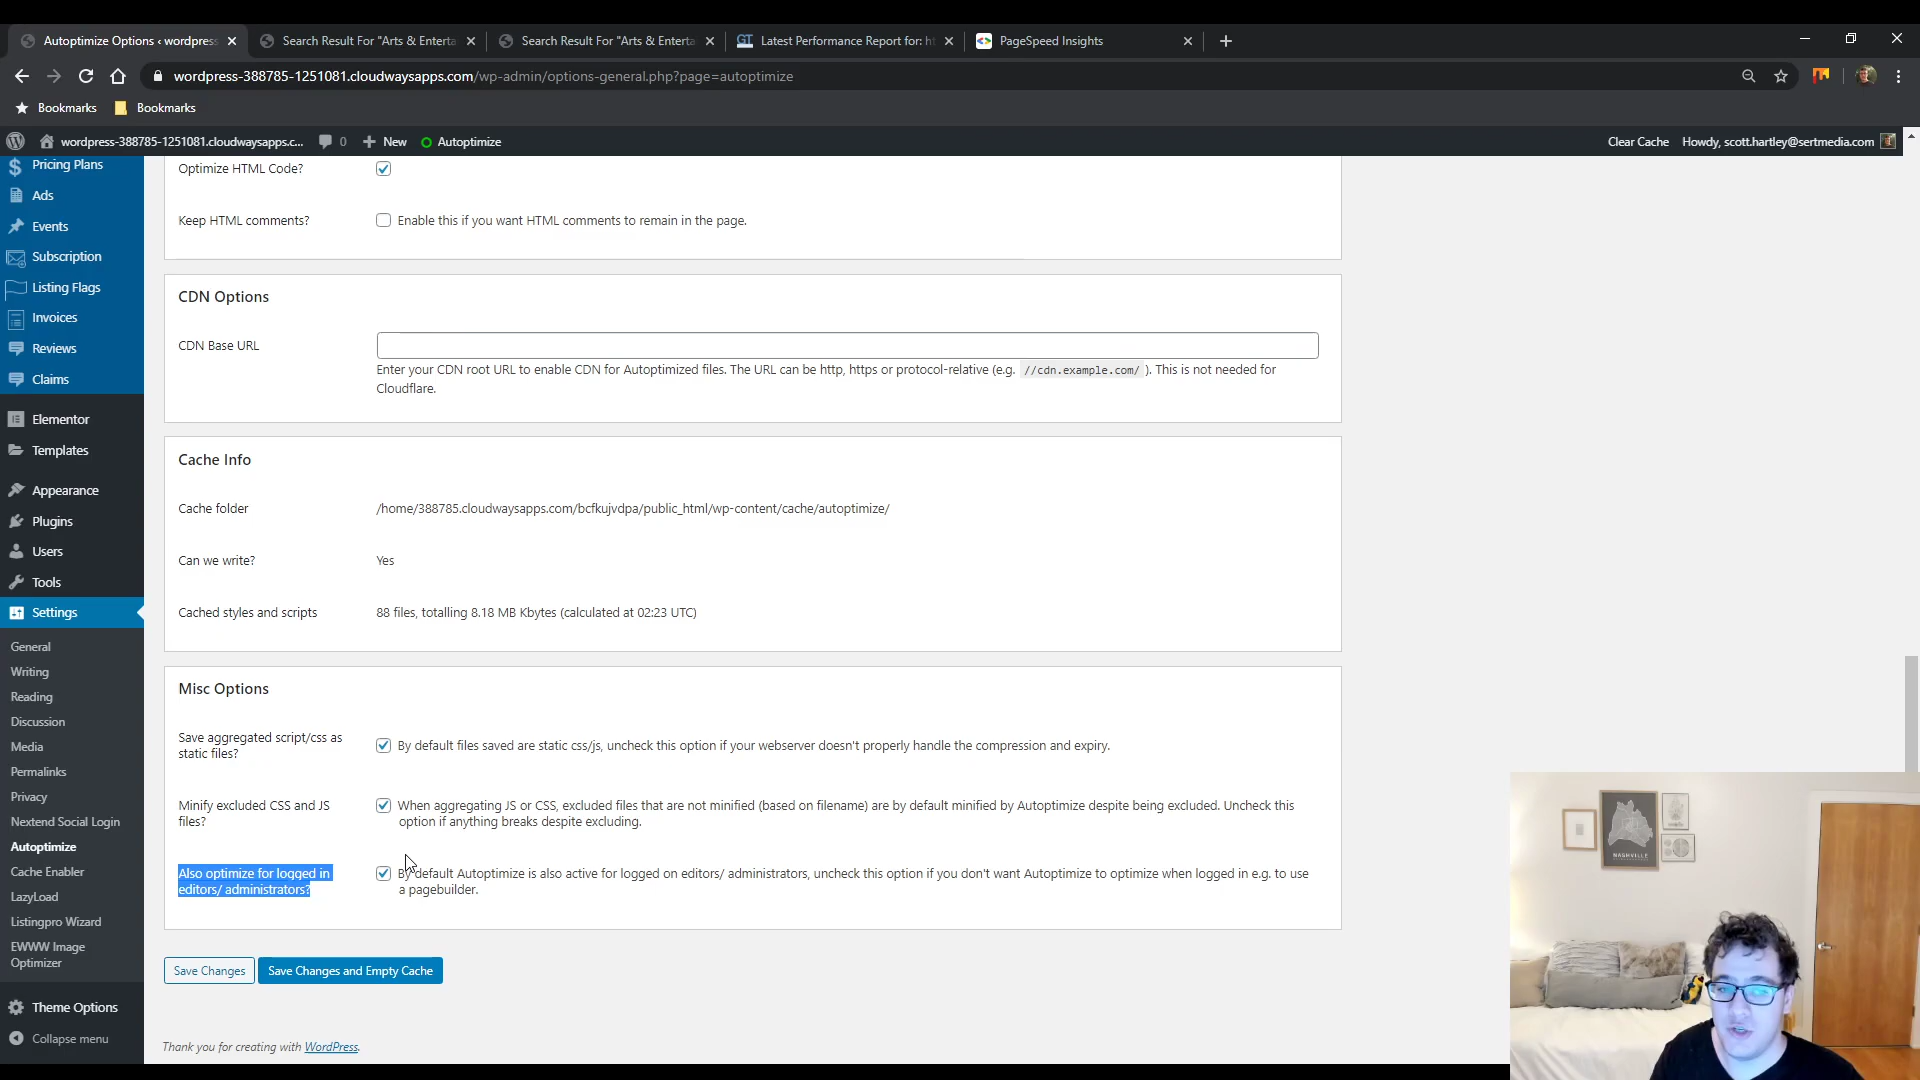 Autoptimize Options ‹ wordpress
Search Result For "Arts & Enterta
Search Result For "Arts & Enterta
GT Latest Performance Report for: ht
PageSpeed Insights
wordpress-388785-1251081.cloudwaysapps.com/wp-admin/options-general.php?page=autoptimize
Bookmarks
Bookmarks
wordpress-388785-1251081.cloudwaysapps.c...
0
New
Autoptimize
Clear Cache
Howdy, scott.hartley@sertmedia.com
Pricing Plans
Ads
Events
Subscription
Listing Flags
Invoices
Reviews
Claims
Elementor
Templates
Appearance
Plugins
Users
Tools
Settings
General
Writing
Reading
Discussion
Media
Permalinks
Privacy
Nextend Social Login
Autoptimize
Cache Enabler
LazyLoad
Listingpro Wizard
EWWW Image
Optimizer
Theme Options
Collapse menu
Optimize HTML Code?
Keep HTML comments?
Enable this if you want HTML comments to remain in the page.
CDN Options
CDN Base URL
Enter your CDN root URL to enable CDN for Autoptimized files. The URL can be http, https or protocol-relative (e.g. //cdn.example.com/ ). This is not needed for
Cloudflare.
Cache Info
Cache folder
/home/388785.cloudwaysapps.com/bcfkujvdpa/public_html/wp-content/cache/autoptimize/
Can we write?
Yes
Cached styles and scripts
88 files, totalling 8.18 MB Kbytes (calculated at 02:23 UTC)
Misc Options
Save aggregated script/css as
static files?
By default files saved are static css/js, uncheck this option if your webserver doesn't properly handle the compression and expiry.
Minify excluded CSS and JS
files?
When aggregating JS or CSS, excluded files that are not minified (based on filename) are by default minified by Autoptimize despite being excluded. Uncheck this
option if anything breaks despite excluding.
Also optimize for logged in
editors/ administrators?
By default Autoptimize is also active for logged on editors/ administrators, uncheck this option if you don't want Autoptimize to optimize when logged in e.g. to use
a pagebuilder.
Save Changes
Save Changes and Empty Cache
Thank you for creating with WordPress.
NASHVILLE